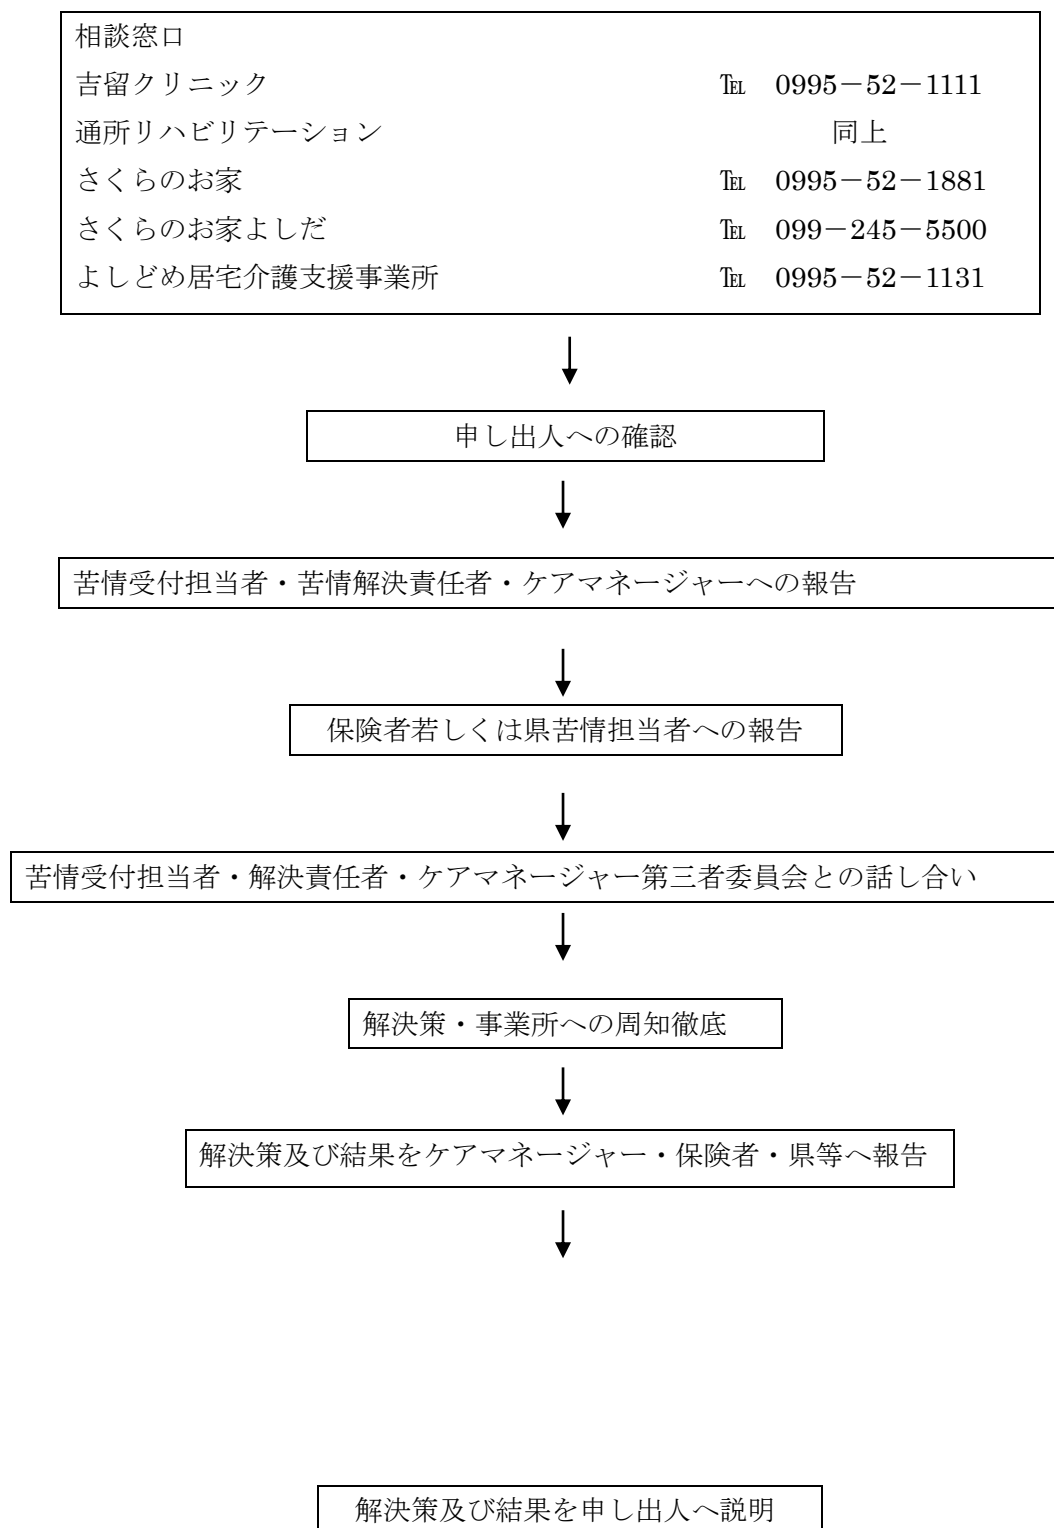 相談窓口
吉留クリニック ℡ 0995－52－1111
通所リハビリテーション 同上
さくらのお家 ℡ 0995－52－1881
さくらのお家よしだ ℡ 099－245－5500
よしどめ居宅介護支援事業所 ℡ 0995－52－1131
申し出人への確認
苦情受付担当者・苦情解決責任者・ケアマネージャーへの報告
保険者若しくは県苦情担当者への報告
苦情受付担当者・解決責任者・ケアマネージャー第三者委員会との話し合い
解決策・事業所への周知徹底
解決策及び結果をケアマネージャー・保険者・県等へ報告
解決策及び結果を申し出人へ説明